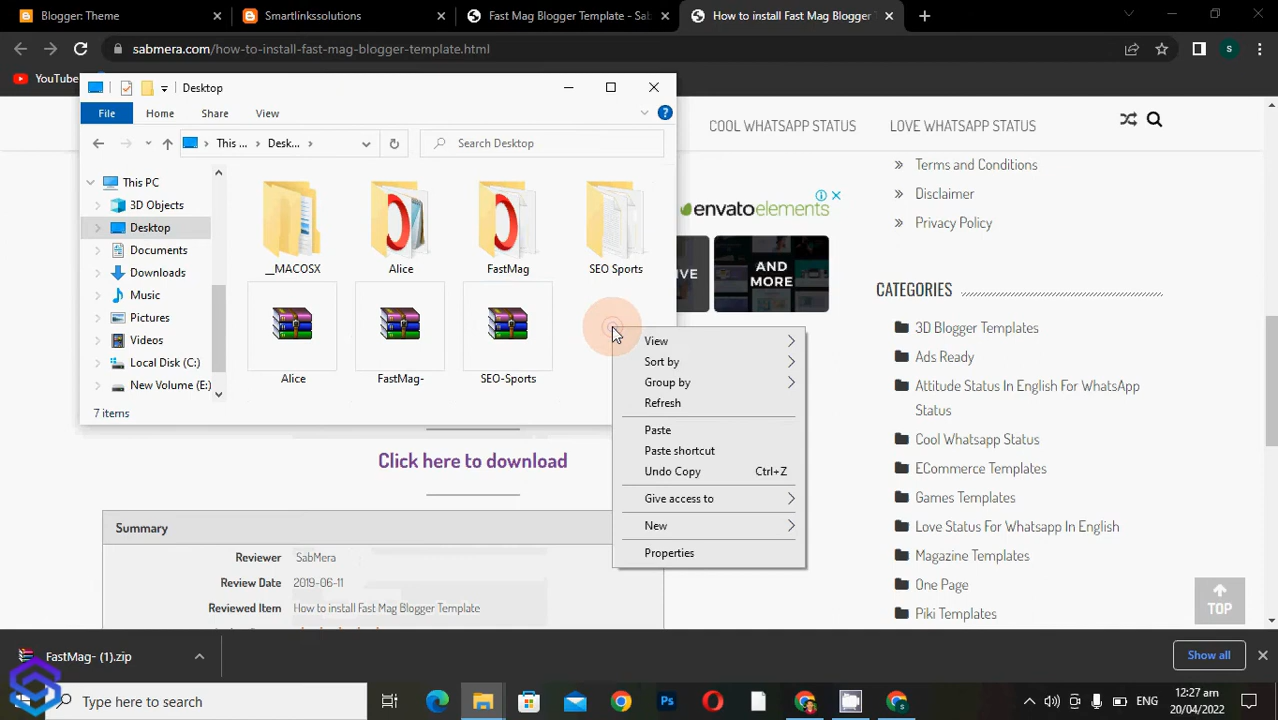 Blogger: Theme
Smartlinkssolutions
Fast Mag Blogger Template - Sab
How to install Fast Mag Blogger
sabmera.com/how-to-install-fast-mag-blogger-template.html
S
YouTube
Desktop
File
Home
Share
View
This ...
Desk...
Search Desktop
This PC
3D Objects
Desktop
Documents
Downloads
Music
Pictures
Videos
Local Disk (C:)
New Volume (E:)
__MACOSX
Alice
FastMag
SEO Sports
Alice
FastMag-
SEO-Sports
7 items
View
Sort by
Group by
Refresh
Paste
Paste shortcut
Undo Copy Ctrl+Z
Give access to
New
Properties
COOL WHATSAPP STATUS
LOVE WHATSAPP STATUS
envatoelements
AND
MORE
Click here to download
Summary
Reviewer SabMera
Review Date 2019-06-11
Reviewed Item How to install Fast Mag Blogger Template
Terms and Conditions
Disclaimer
Privacy Policy
CATEGORIES
3D Blogger Templates
Ads Ready
Attitude Status In English For WhatsApp
Status
Cool Whatsapp Status
ECommerce Templates
Games Templates
Love Status For Whatsapp In English
Magazine Templates
One Page
Piki Templates
TOP
FastMag- (1).zip
Show all
Type here to search
Ps
ENG
12:27 am
20/04/2022